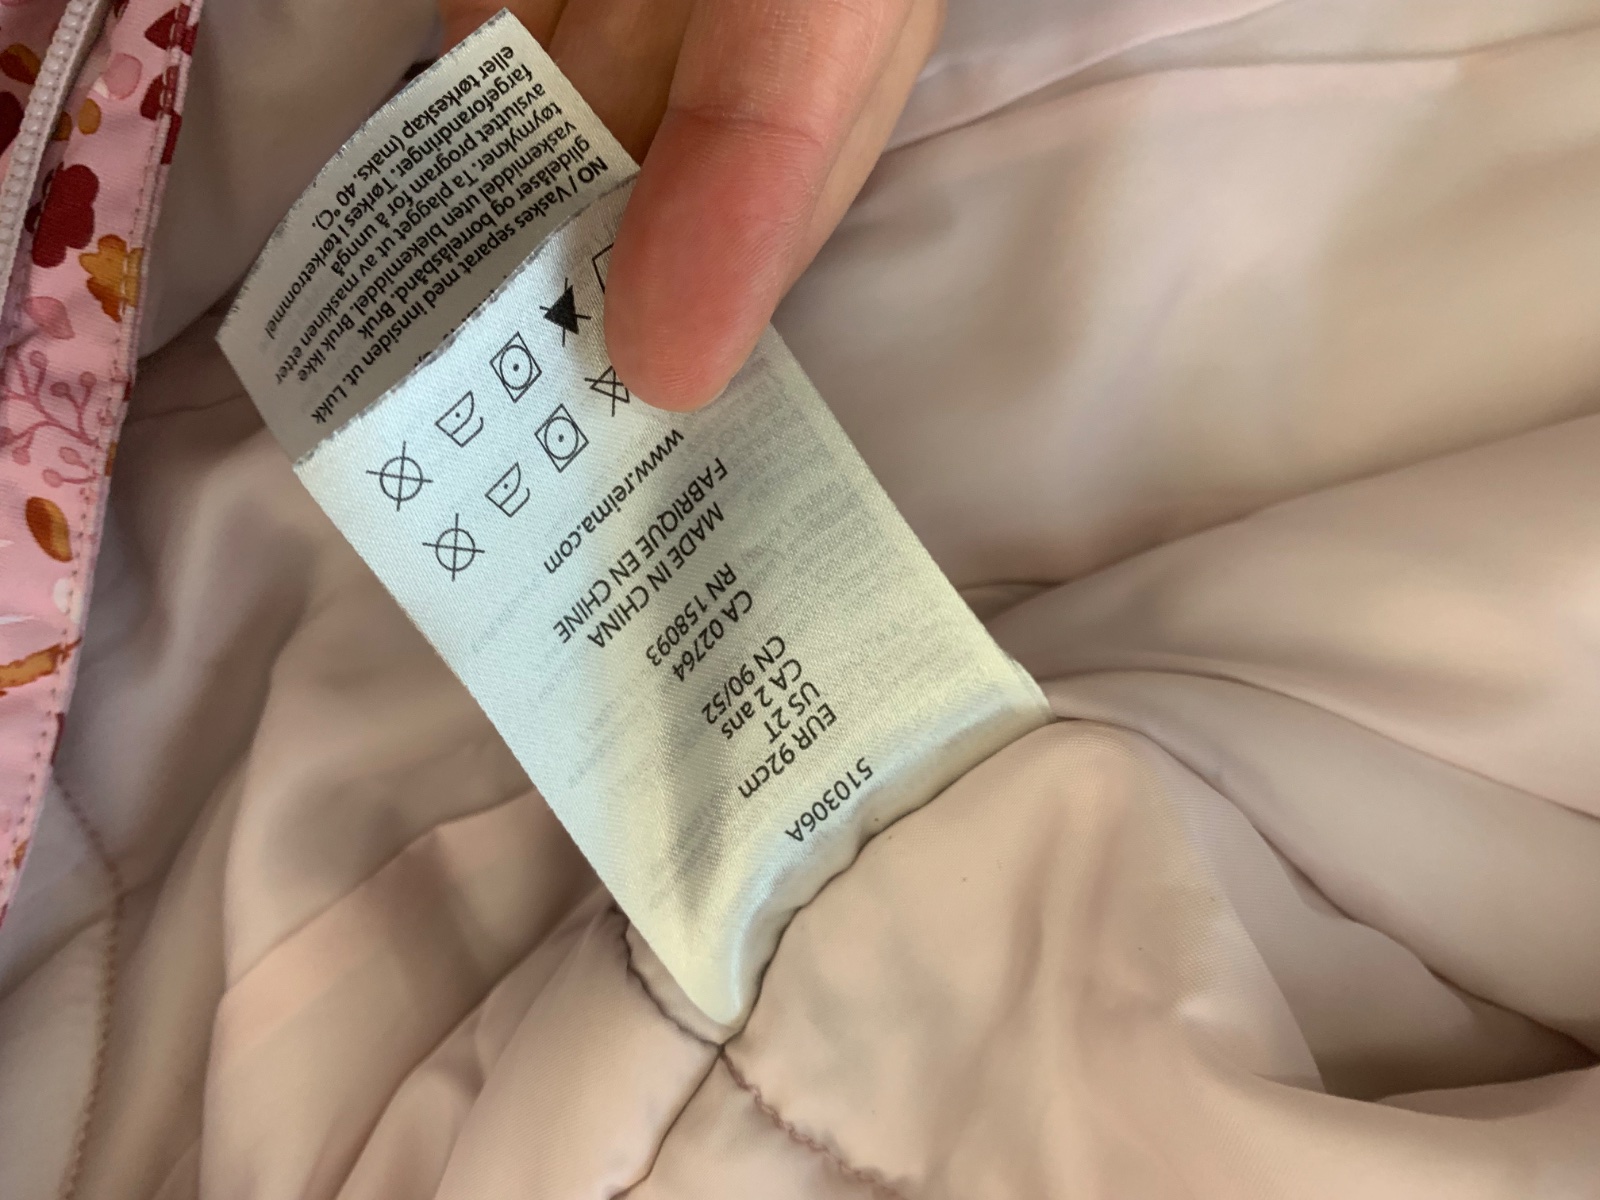 510306A
EUR 92cm
US 2T
CA 2 ans
CN 90/52
CA 02764
RN 158093
MADE IN CHINA
FABRIQUE EN CHINE
www.reima.com
NO / Vaskes separat med innsiden ut. Lukk
glidelåser og borrelåsbånd. Bruk
vaskemiddel uten blekemiddel. Bruk ikke
tøymykner. Ta plagget ut av maskinen etter
avsluttet program for å unngå
fargeforandringer. Tørkes i tørketrommel
eller tørkeskap (maks. 40 °C).